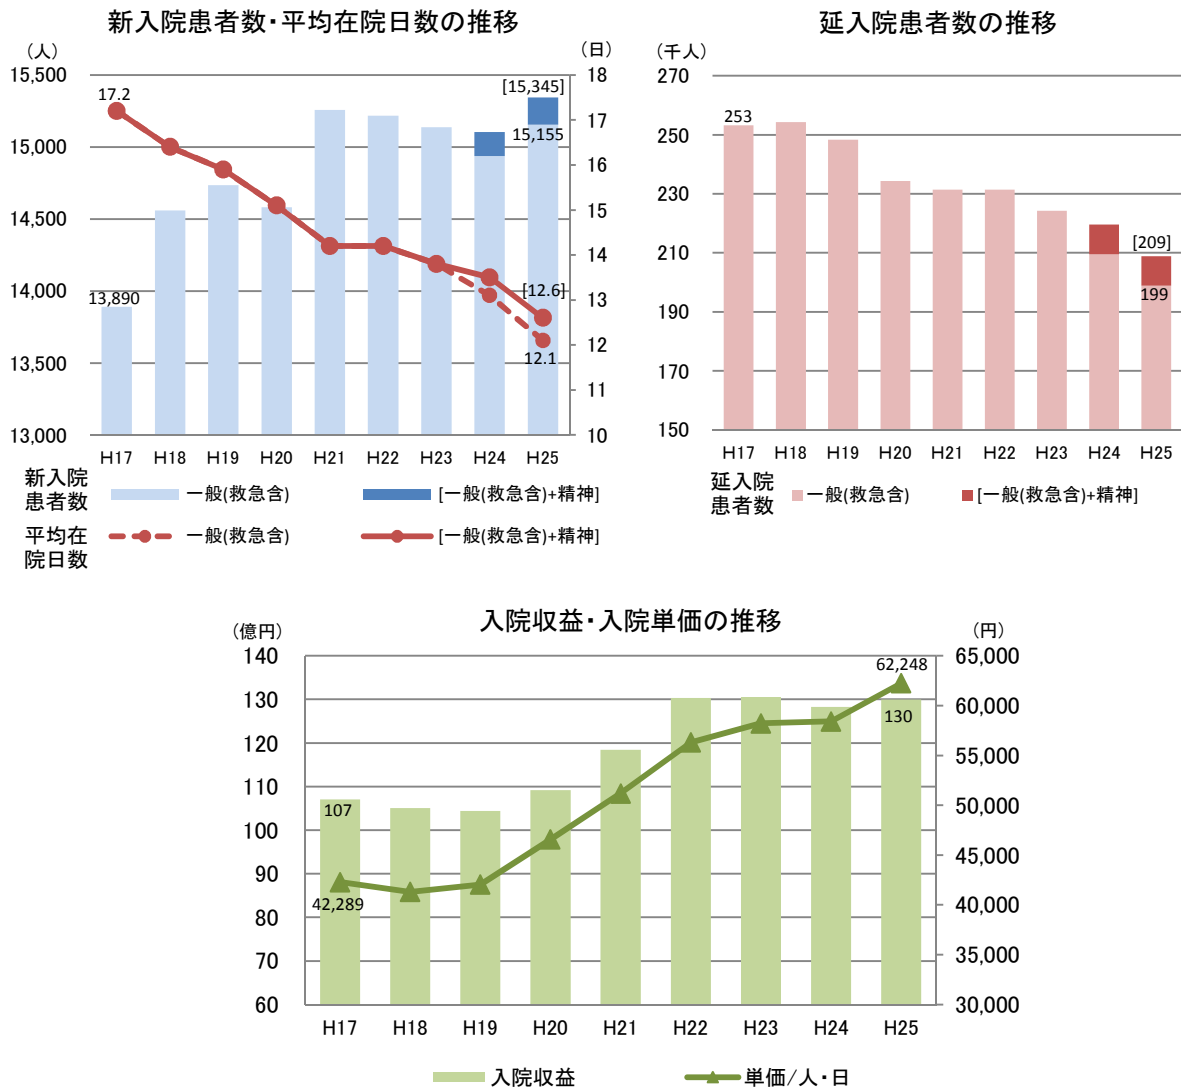 新入院患者数・平均在院日数の推移
（人）
（日）
15,500
15,000
14,500
14,000
13,500
13,000
18
17
16
15
14
13
12
11
10
17.2
13,890
[15,345]
15,155
[12.6]
12.1
H17 H18 H19 H20 H21 H22 H23 H24 H25
新入院
患者数
一般(救急含)
[一般(救急含)+精神]
平均在
院日数
一般(救急含)
[一般(救急含)+精神]
延入院患者数の推移
（千人）
270
250
230
210
190
170
150
253
[209]
199
H17 H18 H19 H20 H21 H22 H23 H24 H25
延入院
患者数
一般(救急含)
[一般(救急含)+精神]
入院収益・入院単価の推移
（億円）
（円）
140
130
120
110
100
90
80
70
60
65,000
60,000
55,000
50,000
45,000
40,000
35,000
30,000
107
42,289
62,248
130
H17 H18 H19 H20 H21 H22 H23 H24 H25
入院収益
単価/人・日